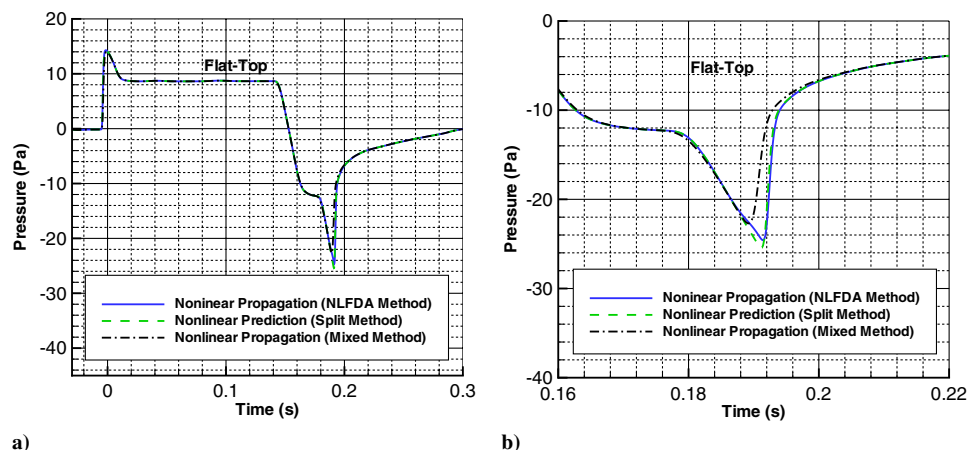 20
10
0
-10
-20
-30
-40
Pressure (Pa)
Flat-Top
Noninear Propagation (NLFDA Method)
Nonlinear Prediction (Split Method)
Nonlinear Propagation (Mixed Method)
0 0.1 0.2 0.3
Time (s)
a)
0
-10
-20
-30
-40
Pressure (Pa)
Flat-Top
Noninear Propagation (NLFDA Method)
Nonlinear Prediction (Split Method)
Nonlinear Propagation (Mixed Method)
0.16 0.18 0.2 0.22
Time (s)
b)